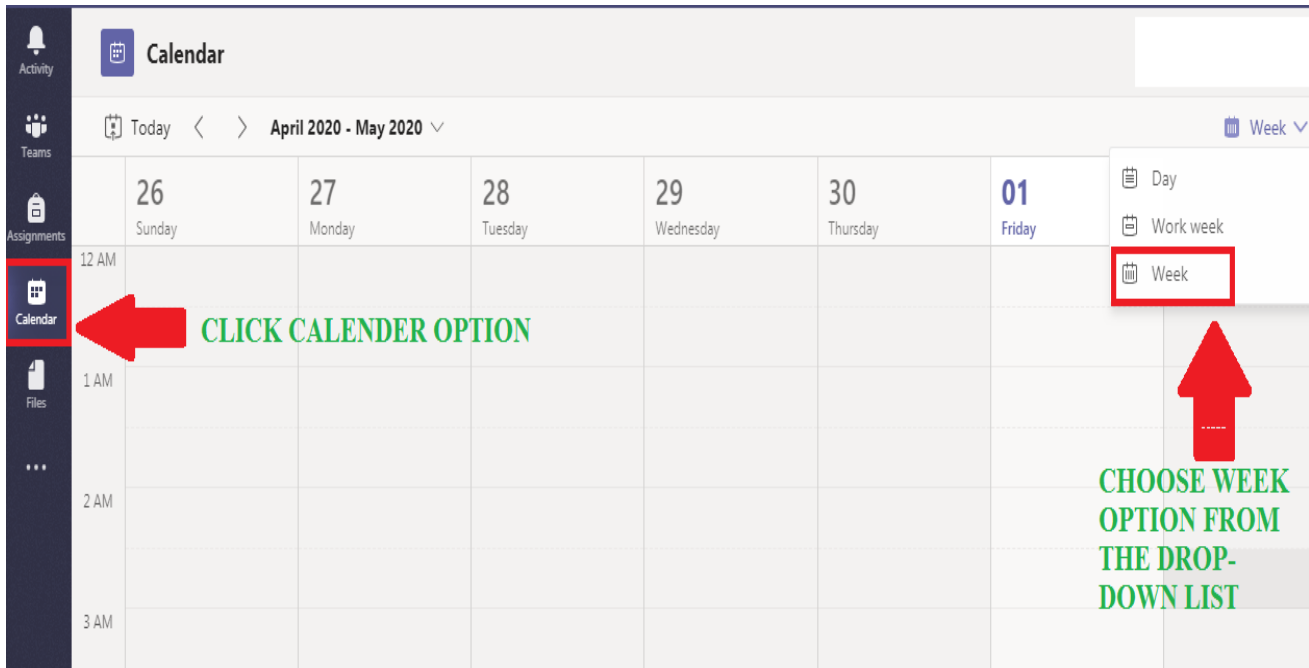 Activity
Teams
Assignments
Calendar
Files
Calendar
Today
April 2020 - May 2020
Week
26
Sunday
27
Monday
28
Tuesday
29
Wednesday
30
Thursday
01
Friday
Day
Work week
Week
12 AM
1 AM
2 AM
3 AM
CLICK CALENDER OPTION
CHOOSE WEEK
OPTION FROM
THE DROP-
DOWN LIST